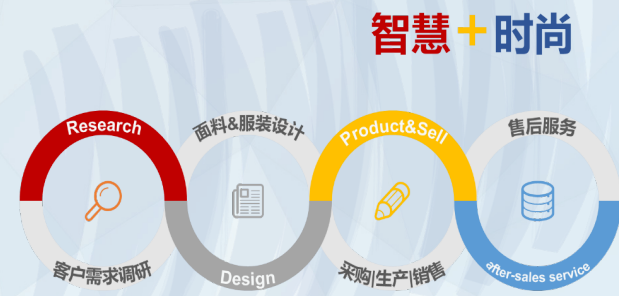 智慧+时尚
Research
客户需求调研
面料&服装设计
Design
Product&Sell
采购|生产|销售
售后服务
after-sales service